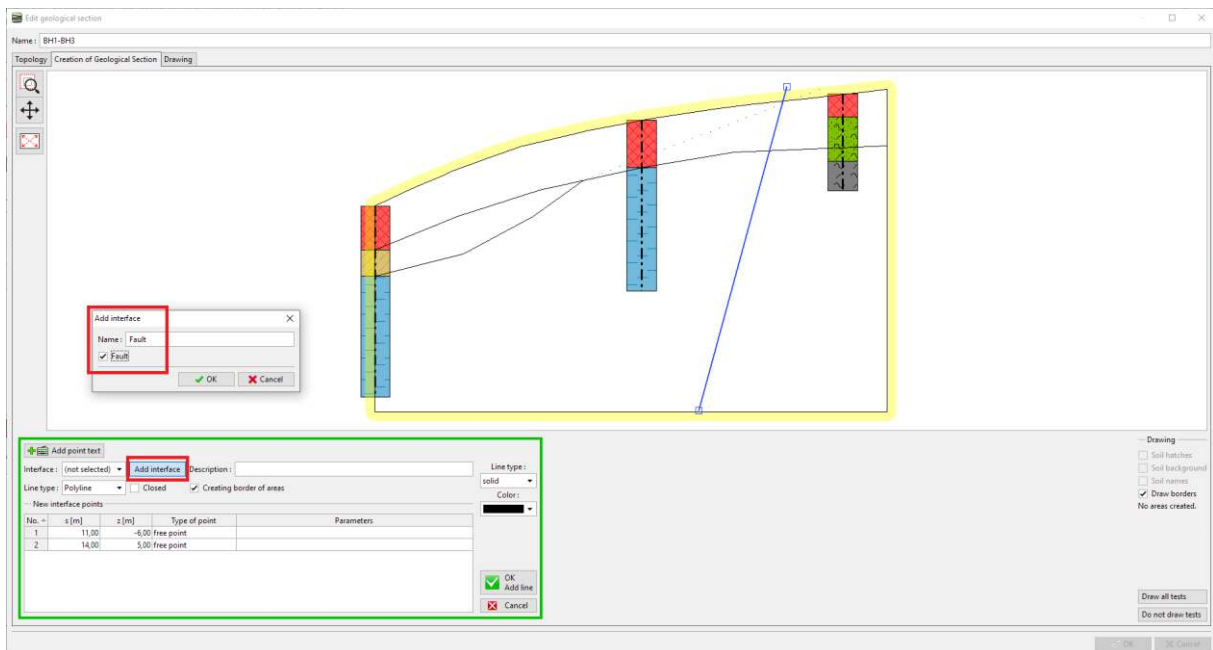 Edit geological section
Name: BH1-BH3
Topology Creation of Geological Section Drawing
Add interface
Name: Fault
Fault
OK Cancel
Add point text
Interface: (not selected) Add interface Description:
Line type: Polyline Closed Creating border of areas
New interface points
No. s [m] z [m] Type of point Parameters
1 11,00 -6,00 free point
2 14,00 5,00 free point
Line type:
solid
Color:
OK
Add line
Cancel
Drawing
Soil hatches
Soil background
Soil names
Draw borders
No areas created.
Draw all tests
Do not draw tests
OK Cancel